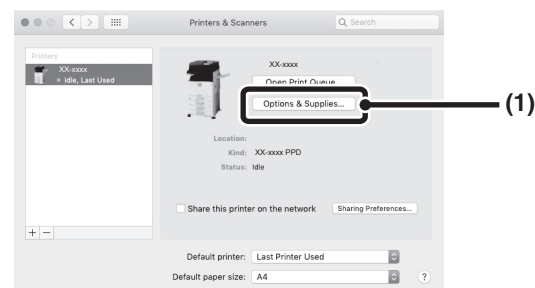 Printers & Scanners
Search
Printers
XX-xxxx
Idle, Last Used
XX-xxxx
Open Print Queue
Options & Supplies...
(1)
Location:
Kind: XX-xxxx PPD
Status: Idle
Share this printer on the network
Sharing Preferences...
+ −
Default printer: Last Printer Used
Default paper size: A4
?